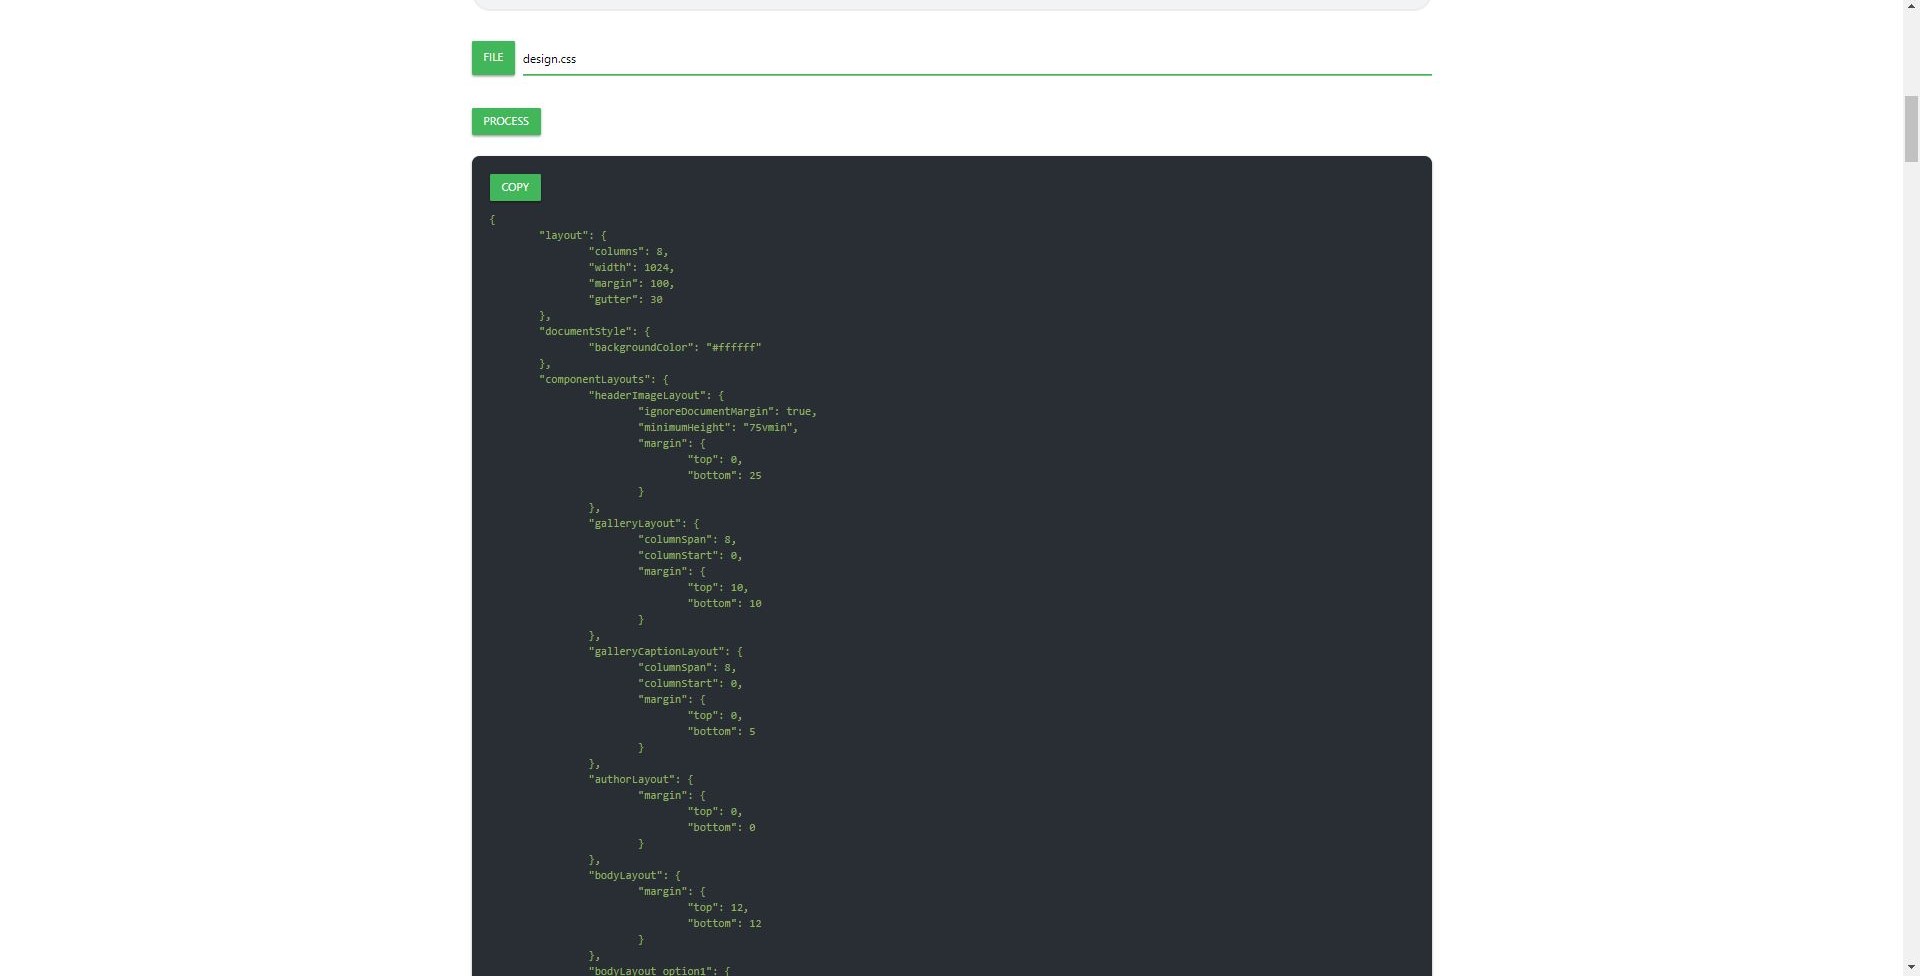 FILE design.css
PROCESS
COPY
{
"layout": {
"columns": 8,
"width": 1024,
"margin": 100,
"gutter": 30
},
"documentStyle": {
"backgroundColor": "#ffffff"
},
"componentLayouts": {
"headerImageLayout": {
"ignoreDocumentMargin": true,
"minimumHeight": "75vmin",
"margin": {
"top": 0,
"bottom": 25
}
},
"galleryLayout": {
"columnSpan": 8,
"columnStart": 0,
"margin": {
"top": 10,
"bottom": 10
}
},
"galleryCaptionLayout": {
"columnSpan": 8,
"columnStart": 0,
"margin": {
"top": 0,
"bottom": 5
}
},
"authorLayout": {
"margin": {
"top": 0,
"bottom": 0
}
},
"bodyLayout": {
"margin": {
"top": 12,
"bottom": 12
}
},
"bodyLayout_option1": {